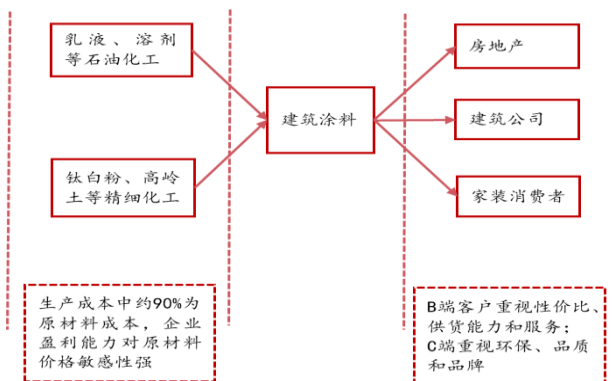 乳液、溶剂
等石油化工
钛白粉、高岭
土等精细化工
建筑涂料
房地产
建筑公司
家装消费者
生产成本中约90%为
原材料成本，企业
盈利能力对原材料
价格敏感性强
B端客户重视性价比、
供货能力和服务；
C端重视环保、品质
和品牌